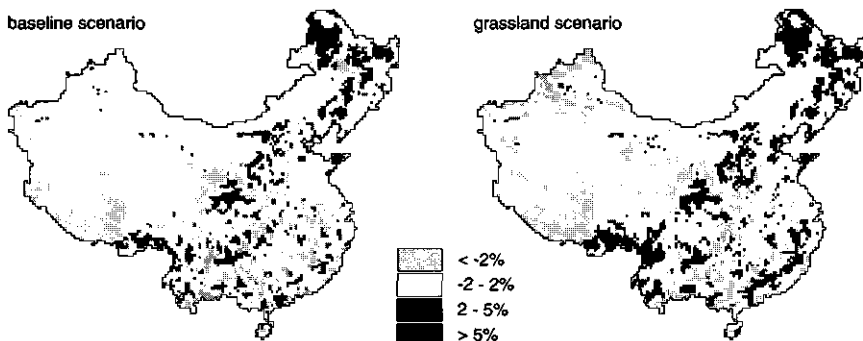 baseline scenario
grassland scenario
< -2%
-2 - 2%
2 - 5%
> 5%